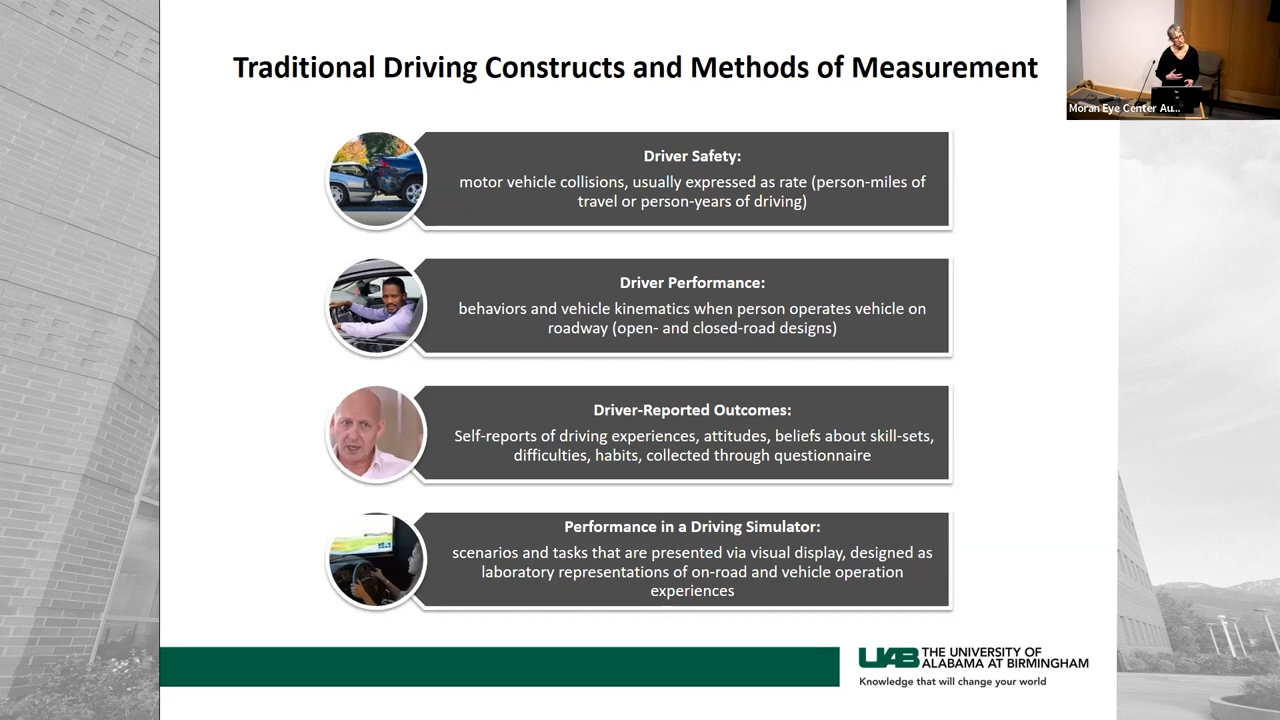 Traditional Driving Constructs and Methods of Measurement
Moran Eye Center Au...
Driver Safety:
motor vehicle collisions, usually expressed as rate (person-miles of
travel or person-years of driving)
Driver Performance:
behaviors and vehicle kinematics when person operates vehicle on
roadway (open- and closed-road designs)
Driver-Reported Outcomes:
Self-reports of driving experiences, attitudes, beliefs about skill-sets,
difficulties, habits, collected through questionnaire
Performance in a Driving Simulator:
scenarios and tasks that are presented via visual display, designed as
laboratory representations of on-road and vehicle operation
experiences
UAB THE UNIVERSITY OF
ALABAMA AT BIRMINGHAM
Knowledge that will change your world